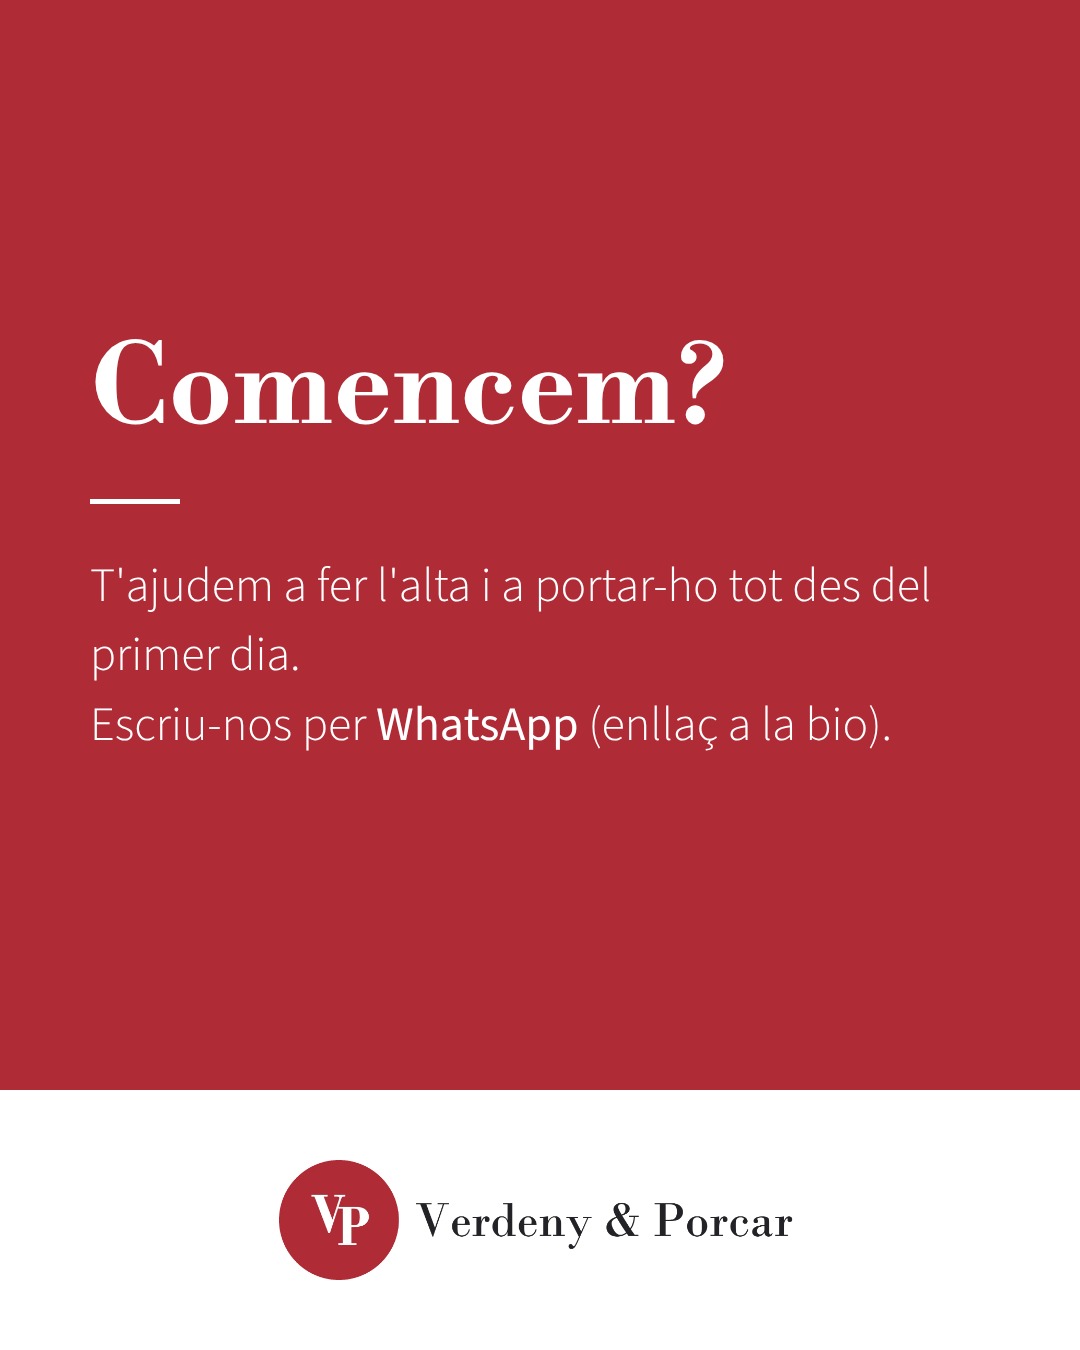 Comencem?
T'ajudem a fer l'alta i a portar-ho tot des del
primer dia.
Escriu-nos per WhatsApp (enllaç a la bio).
VP
Verdeny & Porcar